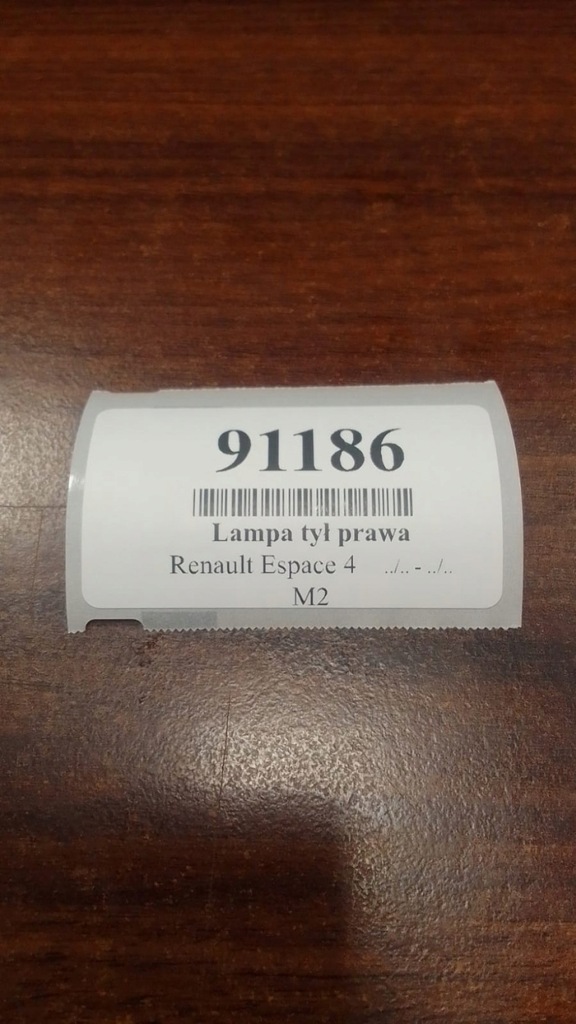 91186
Lampa tył prawa
Renault Espace 4 ../.. - ../..
M2